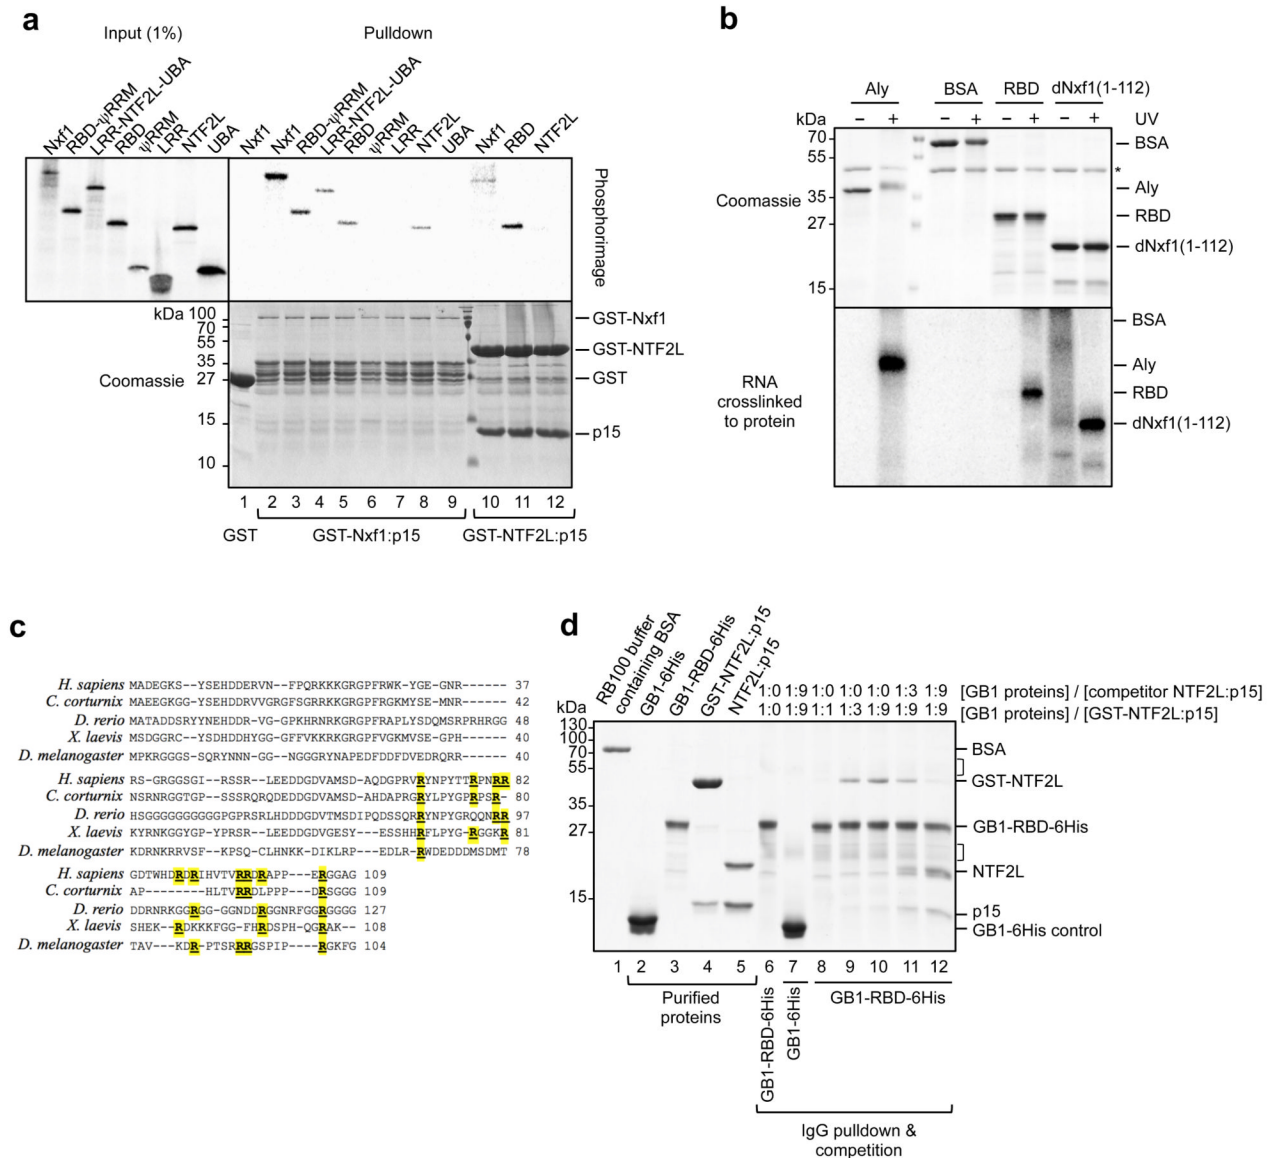 a
Input (1%)
Pulldown
Nxf1
RBD-ψRRM
LRR-NTF2L-UBA
RBD
ψRRM
LRR
NTF2L
UBA
Nxf1
Nxf1
RBD-ψRRM
LRR-NTF2L-UBA
RBD
ψRRM
LRR
NTF2L
UBA
Nxf1
RBD
NTF2L
Phosphorimage
kDa
100
70
55
35
27
15
10
Coomassie
GST-Nxf1
GST-NTF2L
GST
p15
1 2 3 4 5 6 7 8 9 10 11 12
GST GST-Nxf1:p15 GST-NTF2L:p15
b
Aly BSA RBD dNxf1(1-112)
kDa − + − + − + − + UV
70
55
35
27
15
Coomassie
BSA
*
Aly
RBD
dNxf1(1-112)
RNA
crosslinked
to protein
BSA
Aly
RBD
dNxf1(1-112)
c
H. sapiens MADEGKS-YSEHDDERVN--FPQRKKKGRGPFRWK-YGE-GNR------ 37
C. corturnix MAEEGKGG-YSEHDDRVVGRGFSGRRKKGRGPFRGKMYSE-NR------ 42
D. rerio MATADDSRYYNEHDDR-VG-GPGKHRNRKGRGPFRAPLYSDQMSRPRHRGG 48
X. laevis MSDGGRC-YSDHDDHGYGGFFVKKRGKRGPFVGKMVSE-GPH------ 40
D. melanogaster MPKRGGGS-SQRYNNN-GG-NGGGRYNAPEDFDDFDVEDRQRR----- 40
H. sapiens RS-GRGGSGI--RSSR--LEEDDGDVAMSD-AQDGPRVRYNPYTTRPNRR 82
C. corturnix NSRNRGGTGP--SSSRQRQDEDDGDVAMSD-AHDAPRGRYLPYGPRPSR- 80
D. rerio HSGGGGGGGGGGPGRSRLDDDDGDVTMSDIPQDSSQRYNPYGRQQNRR 97
X. laevis KYRNKGGYGP-YPRSR--LEEDDGDVGESY---ESSHHRFLPYG-RGGKR 81
D. melanogaster KDRNKRRVSF--KPSQ-CLHNKK-DIKLRP---EDLR-RWDEDDDMSDMT 78
H. sapiens GDTWHDRDRIHVTVRRDRAPP---ERGGAG 109
C. corturnix AP--------HLTVRRDLPPP---DRSGGG 109
D. rerio DDRNRKGGRGG-GGNDDRGGNRFGGRGGGG 127
X. laevis SHEK--RDKKKFGG-FHRDSPH-QGRAK-- 108
D. melanogaster TAV---KDR-PTSRRRGSPIP----RGKFG 104
d
RB100 buffer
containing BSA
GB1-6His
GB1-RBD-6His
GST-NTF2L:p15
NTF2L:p15
1:0 1:9 1:0 1:0 1:0 1:3 1:9 [GB1 proteins] / [competitor NTF2L:p15]
1:0 1:9 1:1 1:3 1:9 1:9 1:9 [GB1 proteins] / [GST-NTF2L:p15]
kDa
130
100
70
55
35
27
15
BSA
GST-NTF2L
GB1-RBD-6His
NTF2L
p15
GB1-6His control
1 2 3 4 5 6 7 8 9 10 11 12
Purified
proteins
GB1-RBD-6His
GB1-6His
GB1-RBD-6His
IgG pulldown &
competition